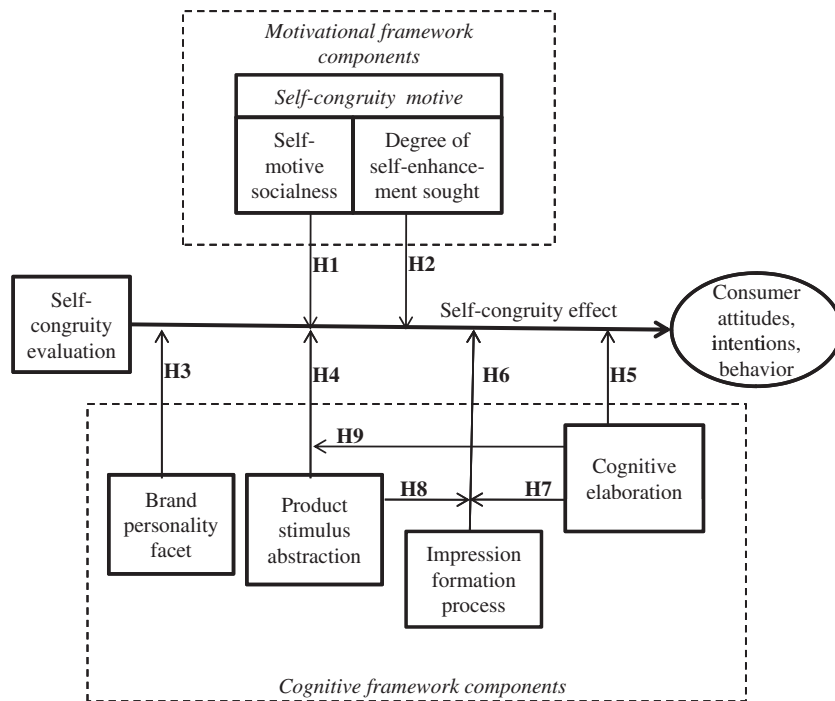 Motivational framework
components
Self-congruity motive
Self-
motive
socialness
Degree of
self-enhance-
ment sought
H1
H2
Self-
congruity
evaluation
Self-congruity effect
Consumer
attitudes,
intentions,
behavior
H3
H4
H6
H5
H9
Brand
personality
facet
Product
stimulus
abstraction
H8
H7
Cognitive
elaboration
Impression
formation
process
Cognitive framework components